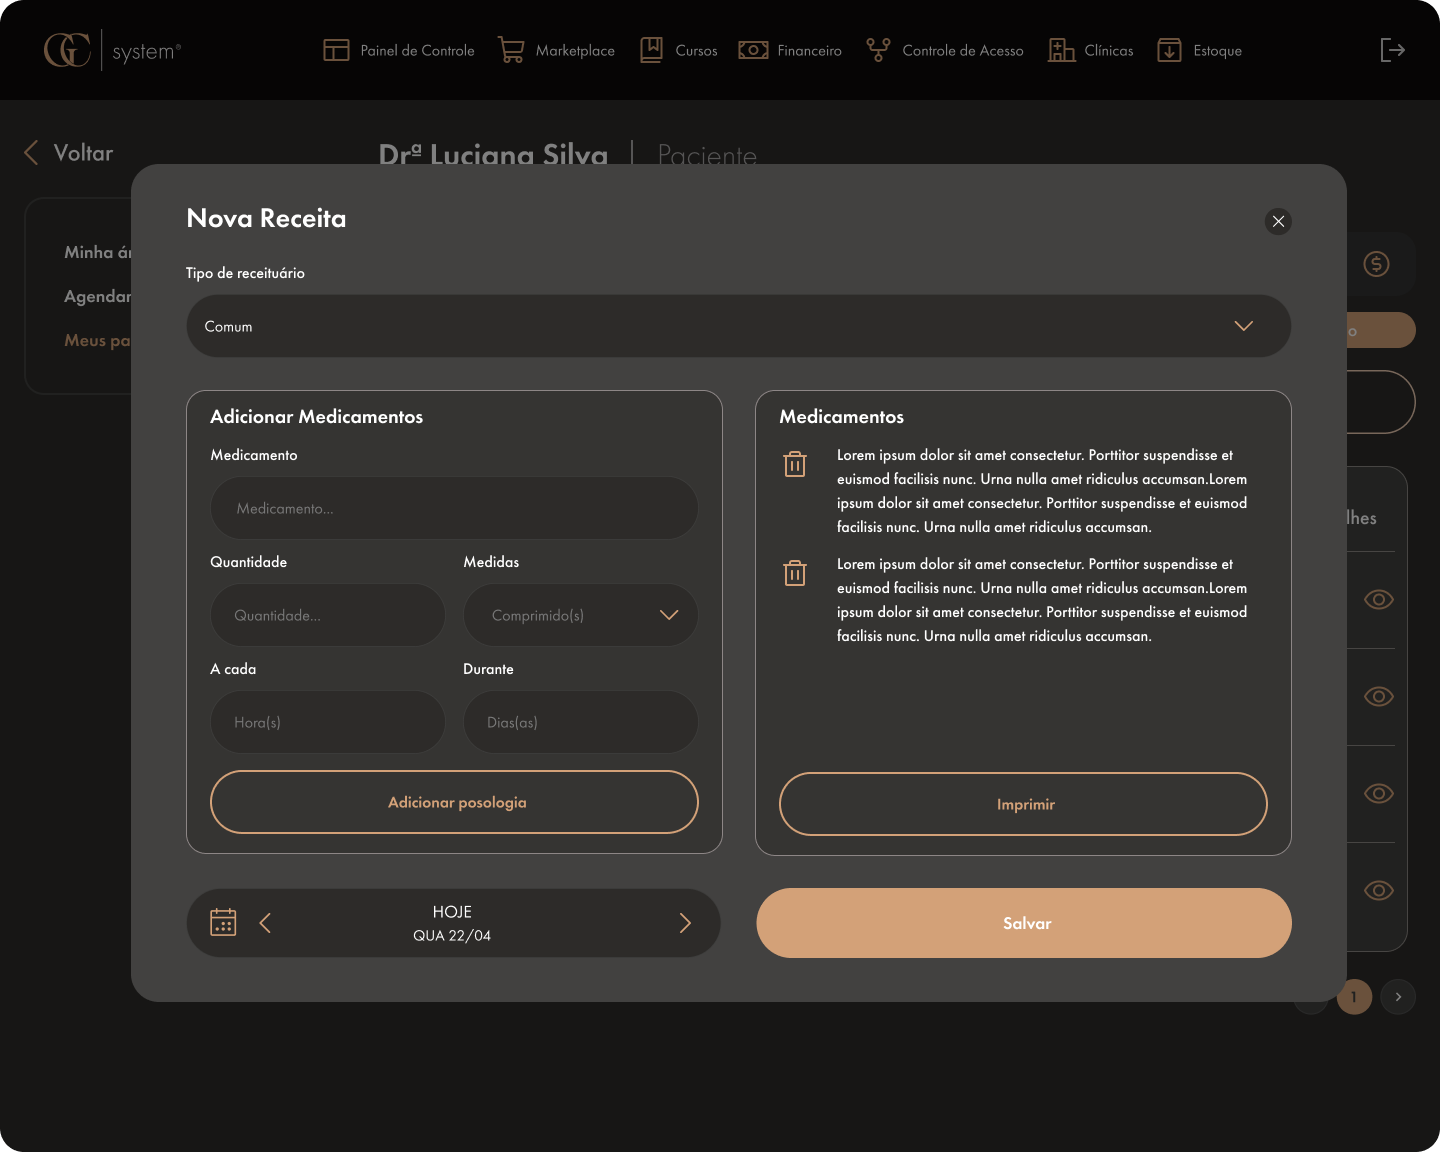 GC system®
Painel de Controle
Marketplace
Cursos
Financeiro
Controle de Acesso
Clínicas
Estoque
Voltar
Drª Luciana Silva | Paciente
Minha ár
Agendar
Meus pa
Nova Receita
Tipo de receituário
Comum
Adicionar Medicamentos
Medicamento
Medicamento...
Quantidade
Medidas
Quantidade...
Comprimido(s)
A cada
Durante
Hora(s)
Dias(as)
Adicionar posologia
Medicamentos
Lorem ipsum dolor sit amet consectetur. Porttitor suspendisse et
euismod facilisis nunc. Urna nulla amet ridiculus accumsan.Lorem
ipsum dolor sit amet consectetur. Porttitor suspendisse et euismod
facilisis nunc. Urna nulla amet ridiculus accumsan.
Lorem ipsum dolor sit amet consectetur. Porttitor suspendisse et
euismod facilisis nunc. Urna nulla amet ridiculus accumsan.Lorem
ipsum dolor sit amet consectetur. Porttitor suspendisse et euismod
facilisis nunc. Urna nulla amet ridiculus accumsan.
Imprimir
HOJE
QUA 22/04
Salvar
o
lhes
1